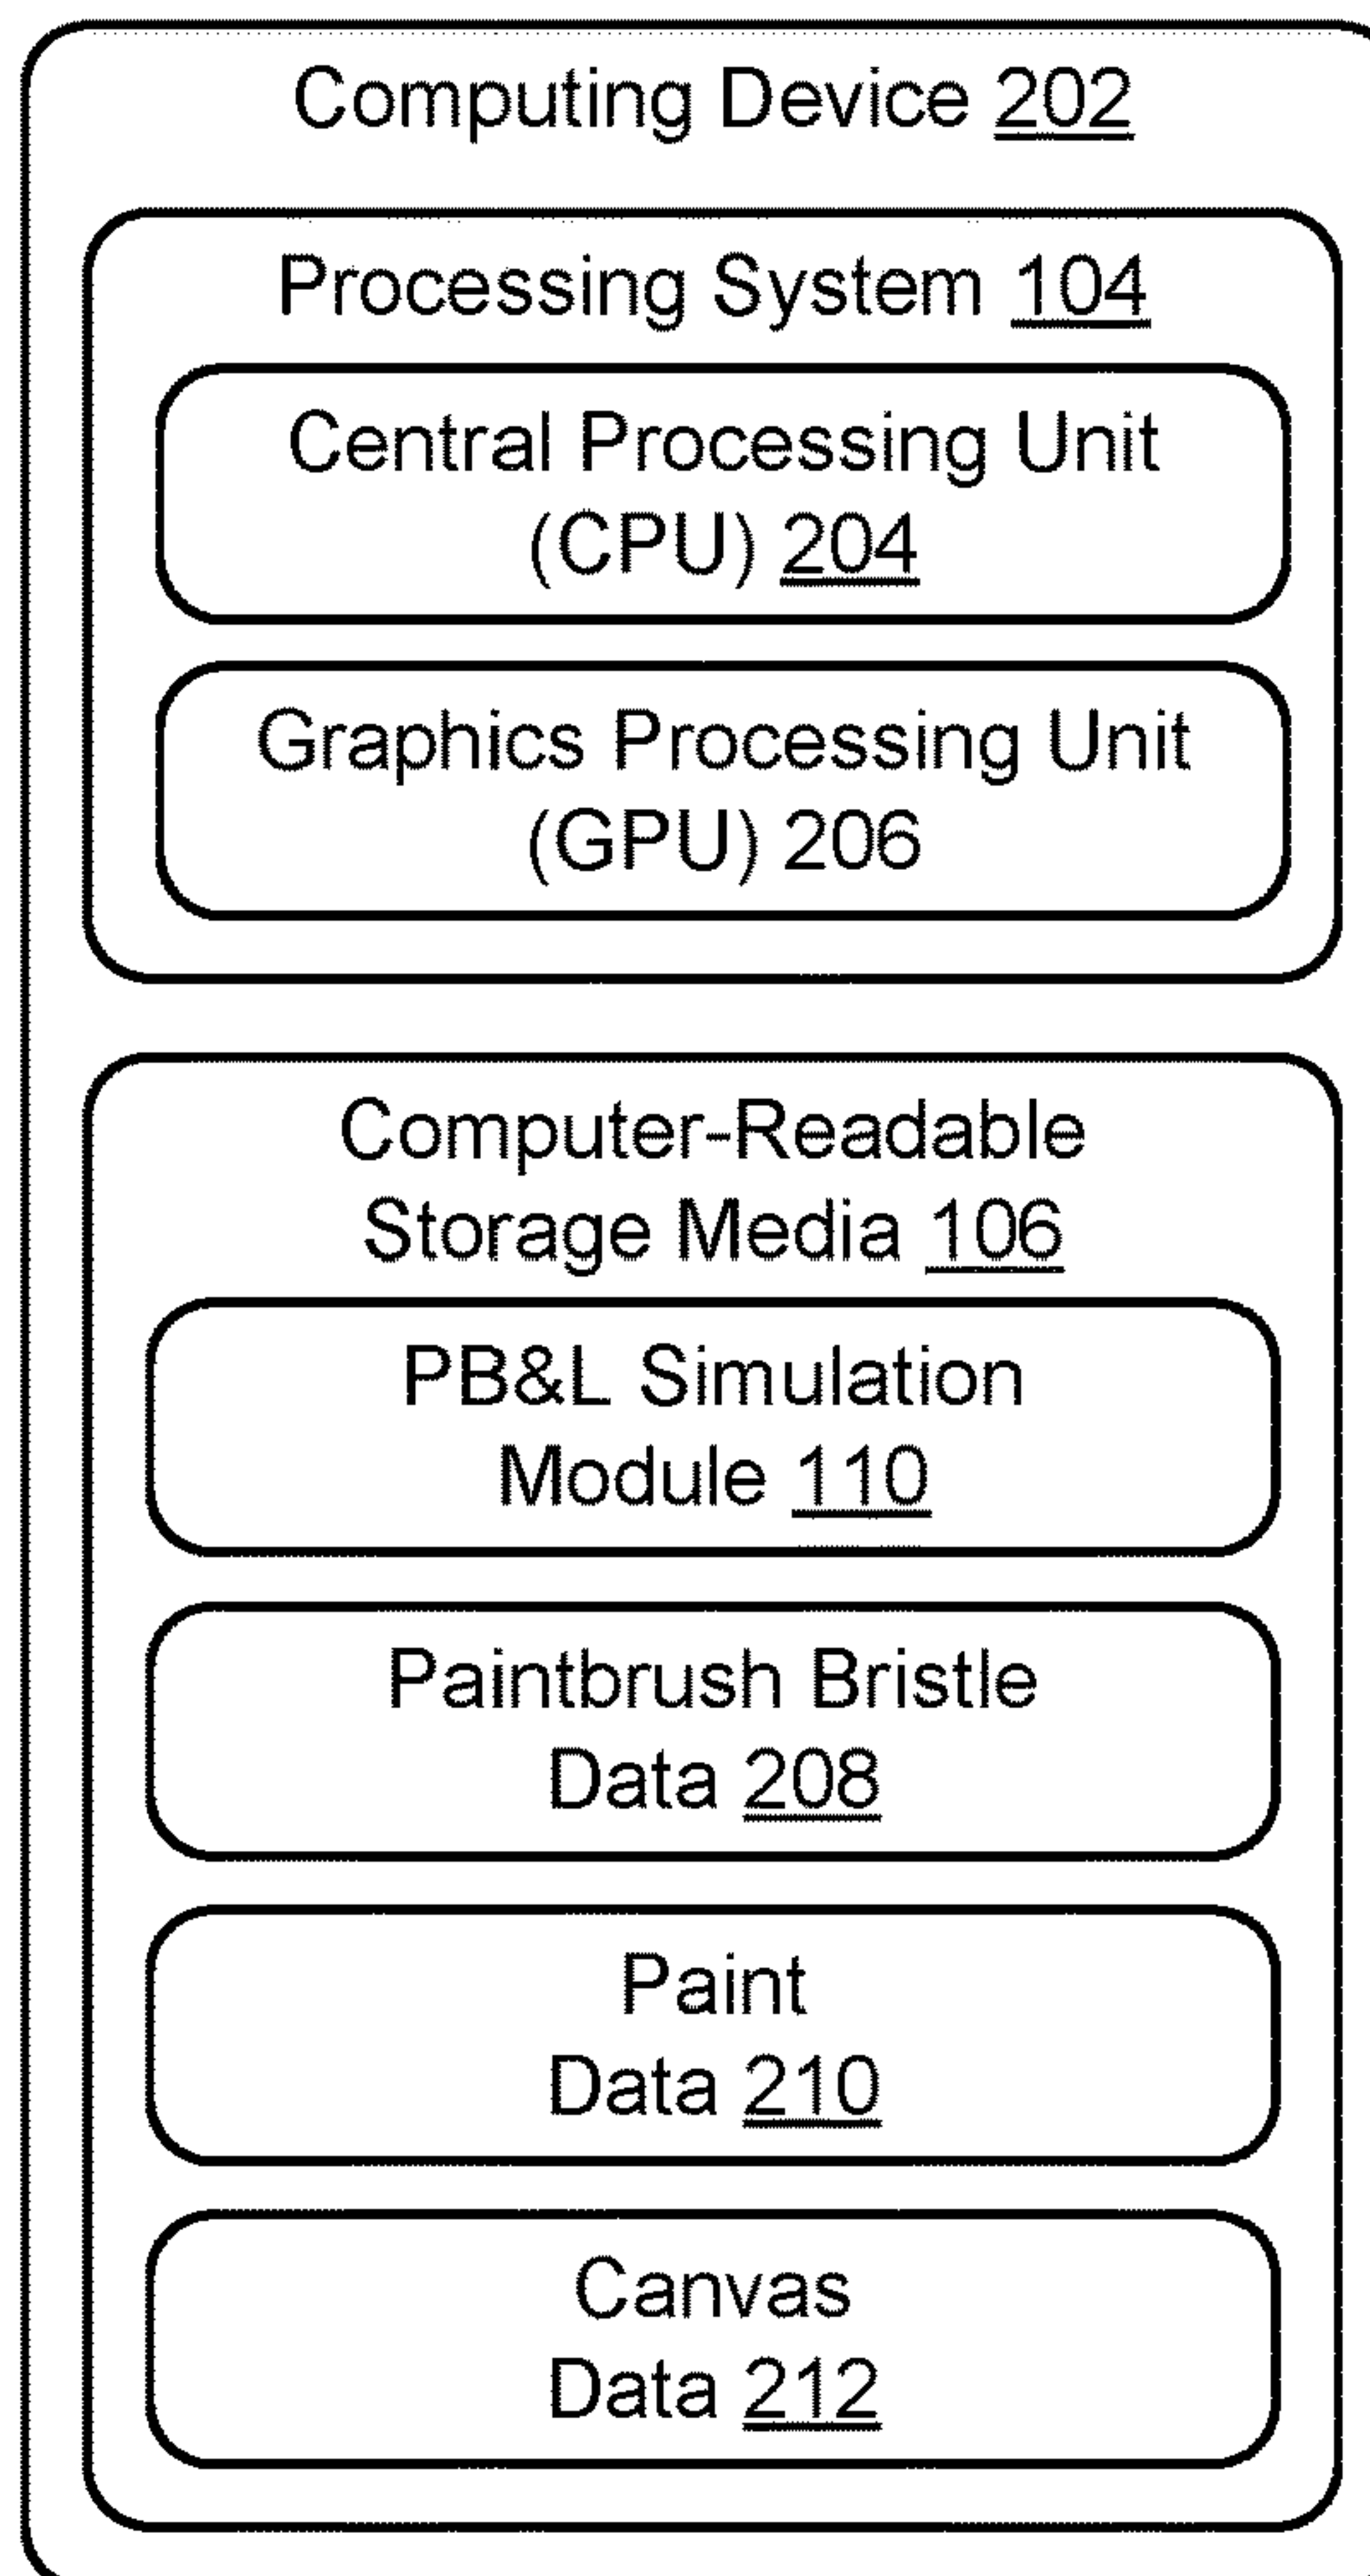 Computing Device 202
Processing System 104
Central Processing Unit
(CPU) 204
Graphics Processing Unit
(GPU) 206
Computer-Readable
Storage Media 106
PB&L Simulation
Module 110
Paintbrush Bristle
Data 208
Paint
Data 210
Canvas
Data 212